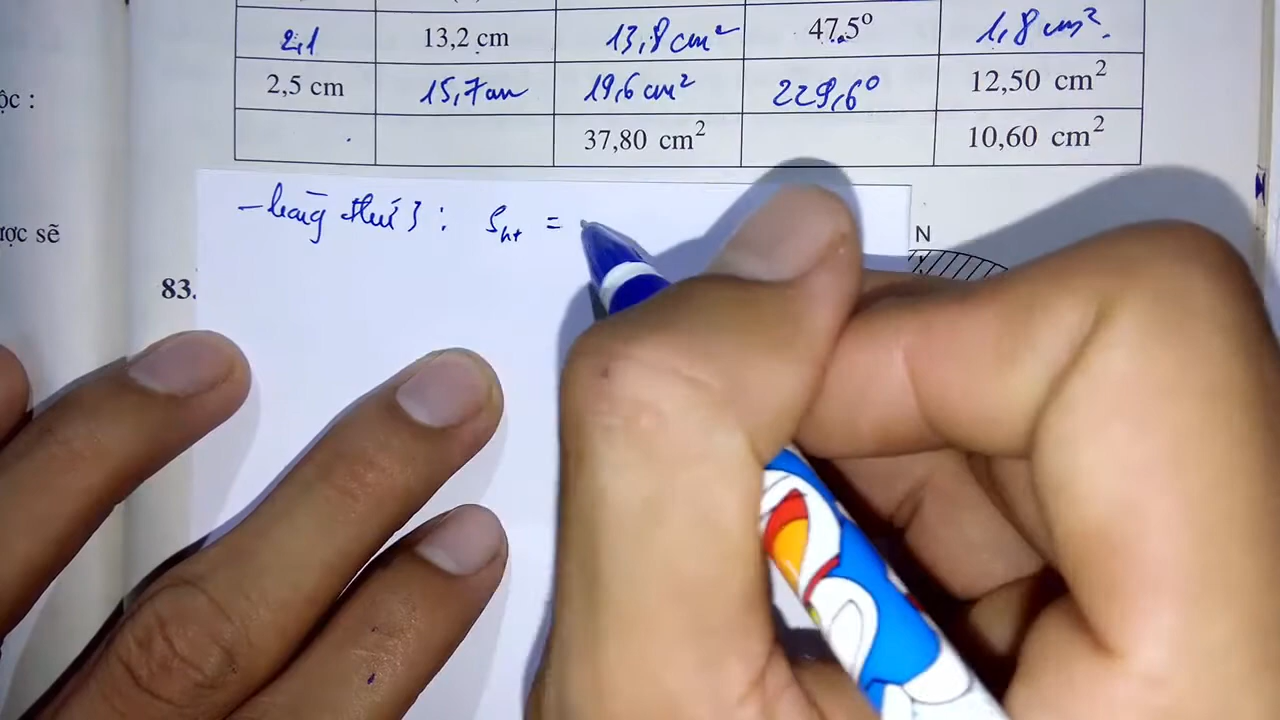 2,1 13,2 cm 13,8 cm² 47,5° 1,8 cm².
ộc : 2,5 cm 15,7 cm 19,6 cm² 229,6° 12,50 cm²
37,80 cm² 10,60 cm²
- hàng thứ 3 : Sht =
ược sẽ N
83.